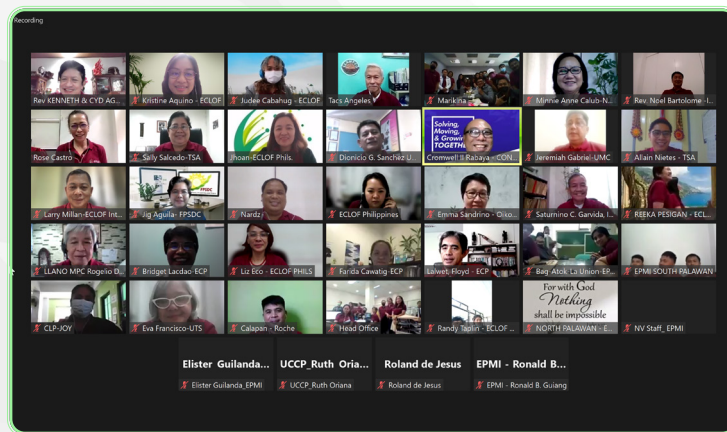 Recording
Rev KENNETH & CYD AG...
Kristine Aquino - ECLOF
Judee Cabahug - ECLOF
Tacs Angeles
Marikina
Minnie Anne Calub-N...
Rev. Noel Bartolome -I...
Rose Castro
Sally Salcedo-TSA
Jhoan-ECLOF Phils.
Dionicio G. Sanchez U...
Solving,
Moving,
& Growing
TOGETHER
Cromwell II Rabaya - CON...
Jeremiah Gabriel-UMC
Allain Nietes - TSA
Larry Millan-ECLOF Int...
FPSDC
Jig Aguila- FPSDC
Nardz
ECLOF Philippines
Emma Sandrino - Oiko...
Saturnino C. Garvida, I...
REEKA PESIGAN - ECL...
LLANO MPC Rogelio D...
Bridget Lacdao-ECP
Liz Eco - ECLOF PHILS
Farida Cawatig-ECP
Lalwet, Floyd - ECP
Bag-Atok-La Union-EP...
EPMI SOUTH PALAWAN
CLP-JOY
Eva Francisco-UTS
Calapan - Roche
Head Office
Randy Taplin - ECLOF ...
For with God
Nothing
shall be impossible
NORTH PALAWAN - E...
NV Staff_ EPMI
Elister Guilanda...
Elister Guilanda_EPMI
UCCP_Ruth Oria...
UCCP_Ruth Oriana
Roland de Jesus
Roland de Jesus
EPMI - Ronald B...
EPMI - Ronald B. Guiang